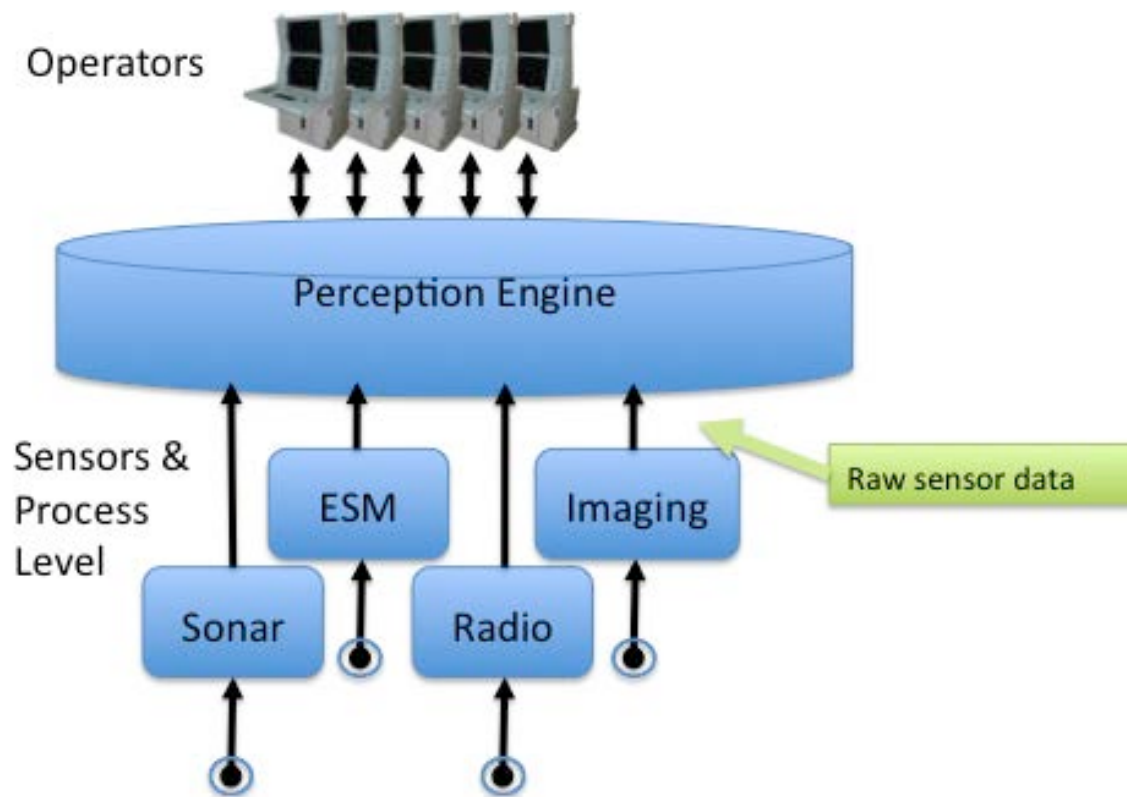 Operators
Perception Engine
Sensors &
Process
Level
ESM
Imaging
Raw sensor data
Sonar
Radio